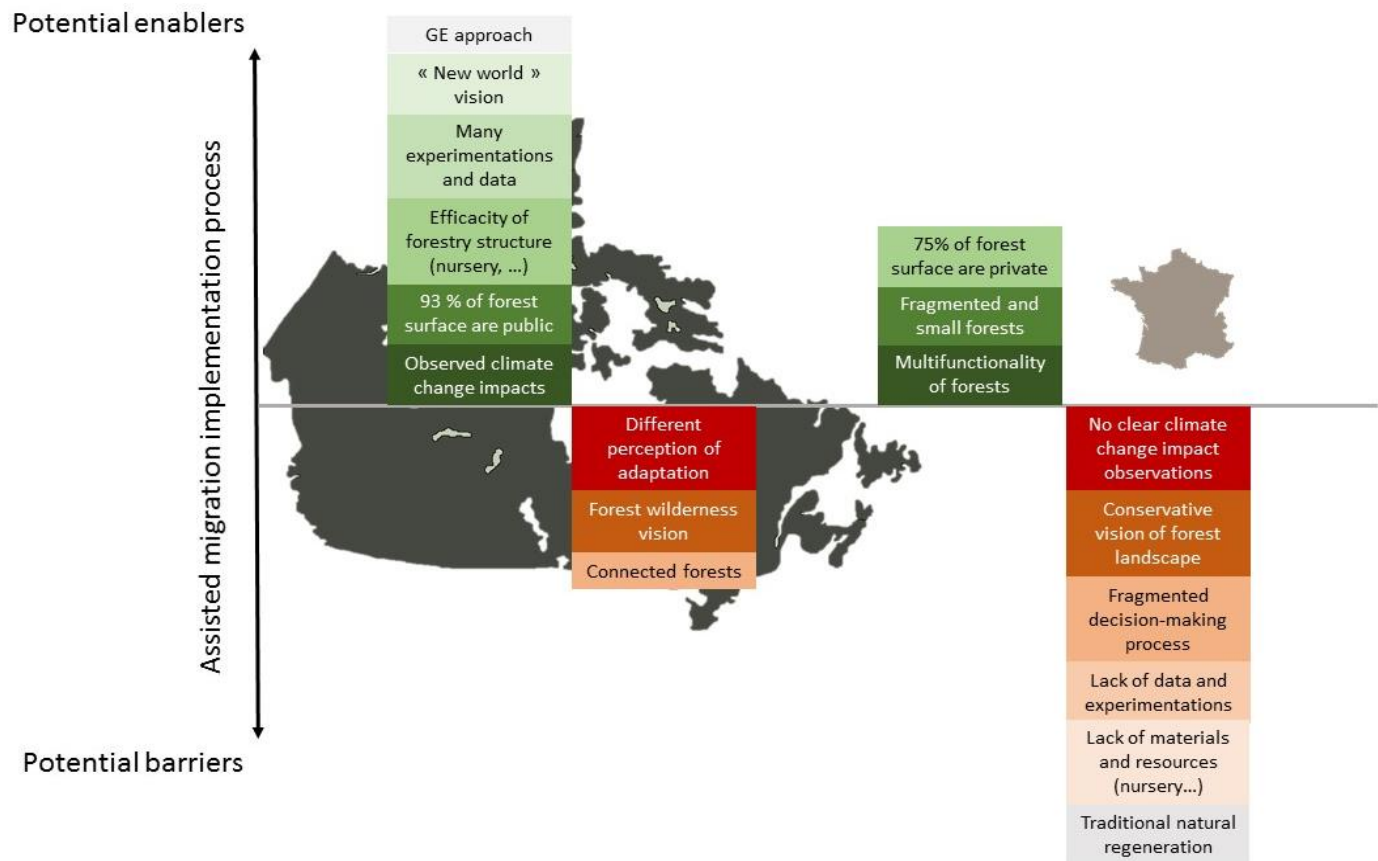 Potential enablers
Assisted migration implementation process
Potential barriers
GE approach
« New world »
vision
Many
experimentations
and data
Efficacy of
forestry structure
(nursery, ...)
93 % of forest
surface are public
Observed climate
change impacts
Different
perception of
adaptation
Forest wilderness
vision
Connected forests
75% of forest
surface are private
Fragmented and
small forests
Multifunctionality
of forests
No clear climate
change impact
observations
Conservative
vision of forest
landscape
Fragmented
decision-making
process
Lack of data and
experimentations
Lack of materials
and resources
(nursery...)
Traditional natural
regeneration